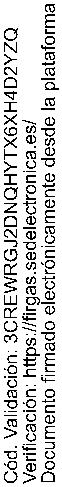 Cód. Validación: 3CREWRGJ2DNQHYTX6XH4D2YZQ
Verificación: https://firgas.sedelectronica.es/
Documento firmado electrónicamente desde la plataforma